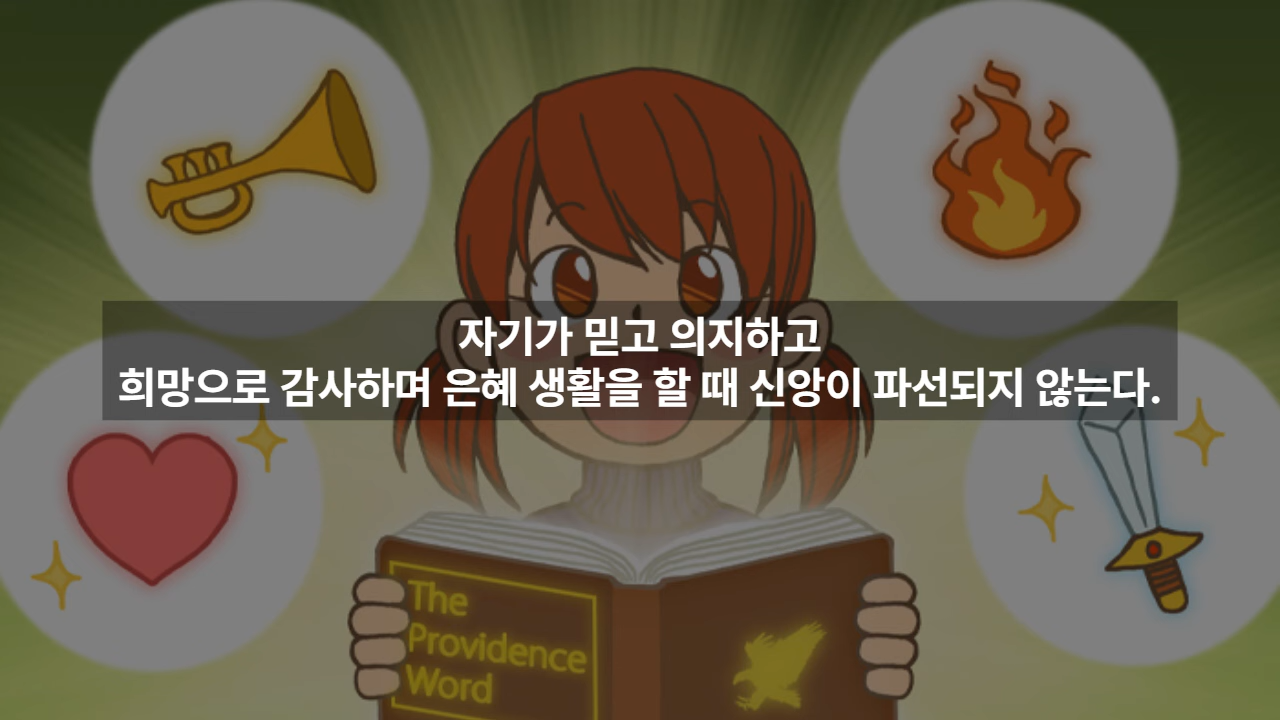 자기가 믿고 의지하고
희망으로 감사하며 은혜 생활을 할 때 신앙이 파선되지 않는다.
The
Providence
Word